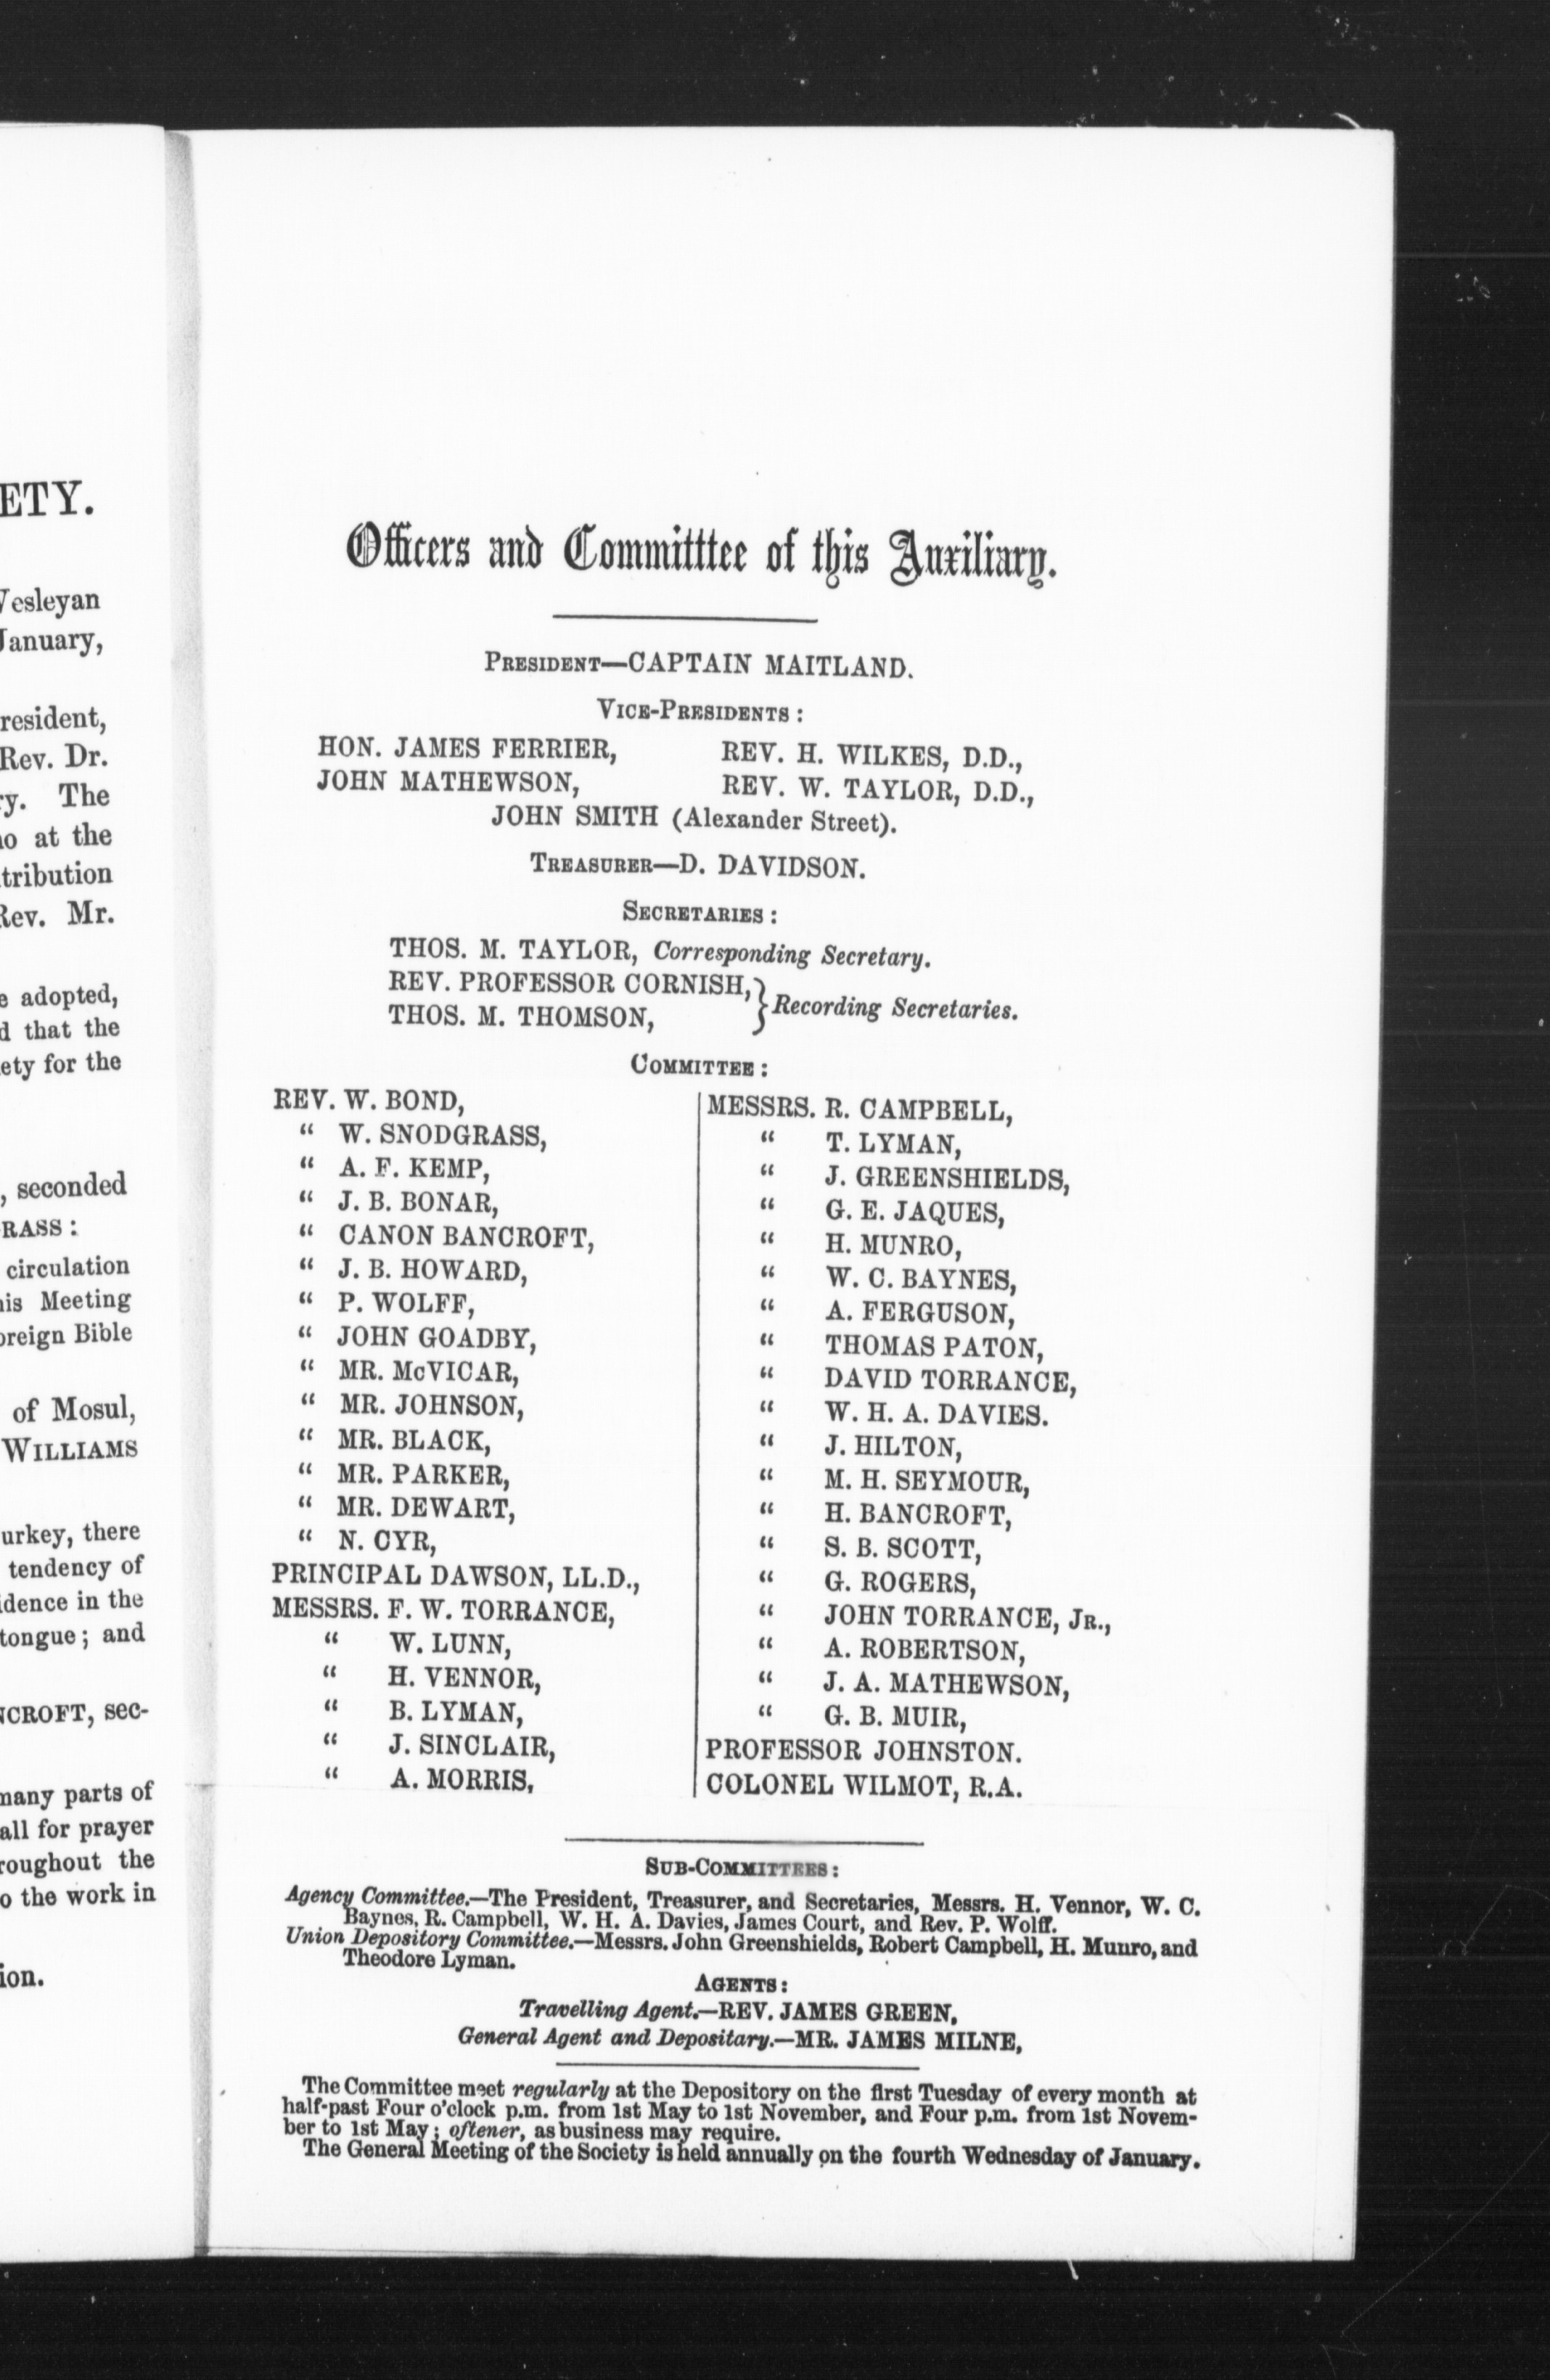 ETY.
esleyan
January,
resident,
Rev. Dr.
ry. The
no at the
tribution
Rev. Mr.
e adopted,
d that the
ety for the
, seconded
RASS:
circulation
his Meeting
oreign Bible
of Mosul,
WILLIAMS
urkey, there
tendency of
idence in the
tongue; and
NCROFT, sec-
many parts of
all for prayer
roughout the
o the work in
ion.
Officers and Committtee of this Auxiliary.
PRESIDENT—CAPTAIN MAITLAND.
VICE-PRESIDENTS:
HON. JAMES FERRIER, REV. H. WILKES, D.D.,
JOHN MATHEWSON, REV. W. TAYLOR, D.D.,
JOHN SMITH (Alexander Street).
TREASURER—D. DAVIDSON.
SECRETARIES:
THOS. M. TAYLOR, Corresponding Secretary.
REV. PROFESSOR CORNISH,
THOS. M. THOMSON, } Recording Secretaries.
COMMITTEE:
REV. W. BOND,
“ W. SNODGRASS,
“ A. F. KEMP,
“ J. B. BONAR,
“ CANON BANCROFT,
“ J. B. HOWARD,
“ P. WOLFF,
“ JOHN GOADBY,
“ MR. McVICAR,
“ MR. JOHNSON,
“ MR. BLACK,
“ MR. PARKER,
“ MR. DEWART,
“ N. CYR,
PRINCIPAL DAWSON, LL.D.,
MESSRS. F. W. TORRANCE,
“ W. LUNN,
“ H. VENNOR,
“ B. LYMAN,
“ J. SINCLAIR,
“ A. MORRIS,
MESSRS. R. CAMPBELL,
“ T. LYMAN,
“ J. GREENSHIELDS,
“ G. E. JAQUES,
“ H. MUNRO,
“ W. C. BAYNES,
“ A. FERGUSON,
“ THOMAS PATON,
“ DAVID TORRANCE,
“ W. H. A. DAVIES.
“ J. HILTON,
“ M. H. SEYMOUR,
“ H. BANCROFT,
“ S. B. SCOTT,
“ G. ROGERS,
“ JOHN TORRANCE, JR.,
“ A. ROBERTSON,
“ J. A. MATHEWSON,
“ G. B. MUIR,
PROFESSOR JOHNSTON.
COLONEL WILMOT, R.A.
SUB-COMMITTEES:
Agency Committee.—The President, Treasurer, and Secretaries, Messrs. H. Vennor, W. C.
Baynes, R. Campbell, W. H. A. Davies, James Court, and Rev. P. Wolff.
Union Depository Committee.—Messrs. John Greenshields, Robert Campbell, H. Munro, and
Theodore Lyman.
AGENTS:
Travelling Agent.—REV. JAMES GREEN,
General Agent and Depositary.—MR. JAMES MILNE,
The Committee meet regularly at the Depository on the first Tuesday of every month at
half-past Four o'clock p.m. from 1st May to 1st November, and Four p.m. from 1st Novem-
ber to 1st May; oftener, as business may require.
The General Meeting of the Society is held annually on the fourth Wednesday of January.